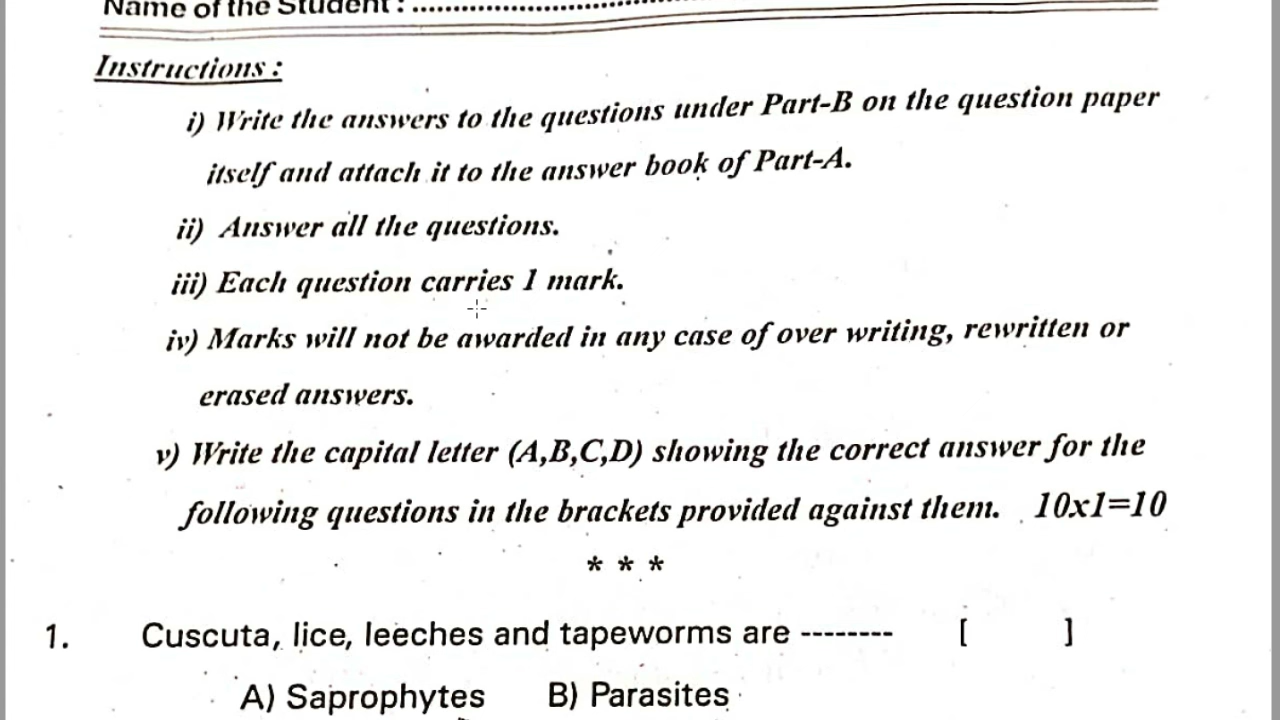 Name of the Student : ................................
Instructions :
i) Write the answers to the questions under Part-B on the question paper
itself and attach it to the answer book of Part-A.
ii) Answer all the questions.
iii) Each question carries 1 mark.
iv) Marks will not be awarded in any case of over writing, rewritten or
erased answers.
v) Write the capital letter (A,B,C,D) showing the correct answer for the
following questions in the brackets provided against them. 10x1=10
* * *
1. Cuscuta, lice, leeches and tapeworms are -------- [ ]
A) Saprophytes B) Parasites